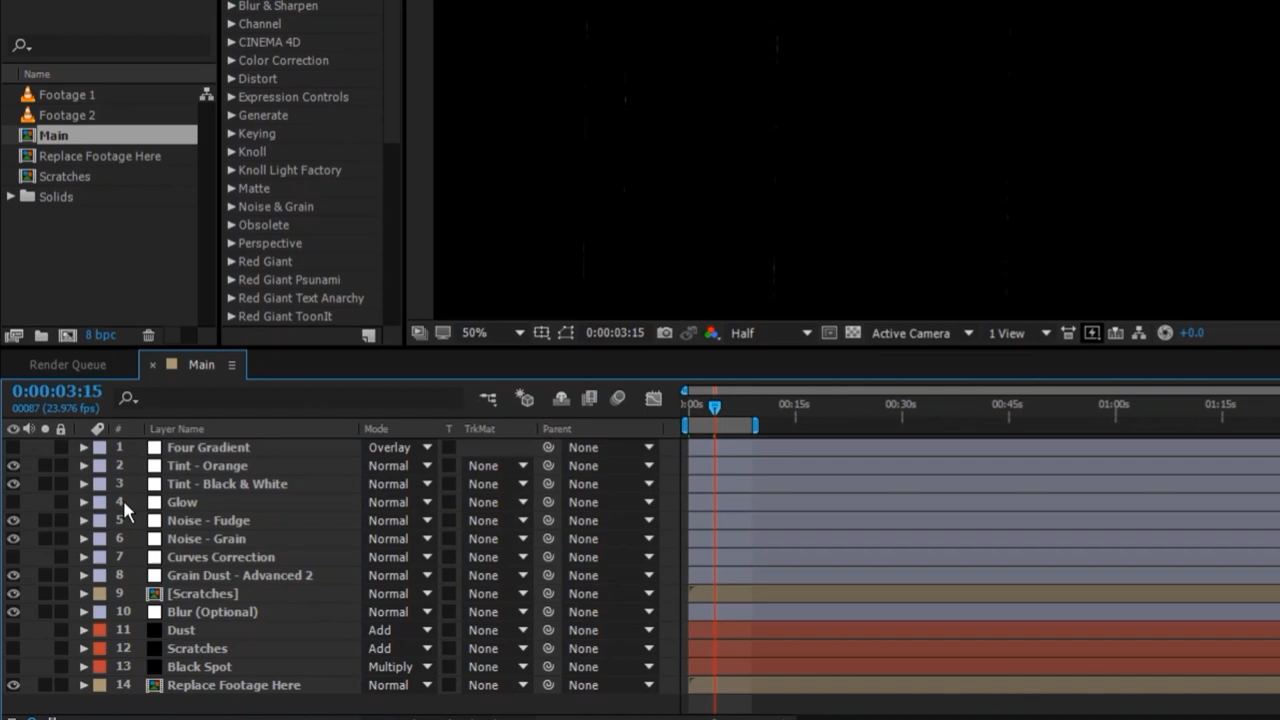 Blur & Sharpen
Channel
CINEMA 4D
Color Correction
Distort
Expression Controls
Generate
Keying
Knoll
Knoll Light Factory
Matte
Noise & Grain
Obsolete
Perspective
Red Giant
Red Giant Psunami
Red Giant Text Anarchy
Red Giant ToonIt
Name
Footage 1
Footage 2
Main
Replace Footage Here
Scratches
Solids
8 bpc
50% 0:00:03:15 Half Active Camera 1 View +0.0
Render Queue × Main
0:00:03:15
00087 (23.976 fps)
:00s 00:15s 00:30s 00:45s 01:00s 01:15s
# Layer Name Mode T TrkMat Parent
1 Four Gradient Overlay None
2 Tint - Orange Normal None None
3 Tint - Black & White Normal None None
4 Glow Normal None None
5 Noise - Fudge Normal None None
6 Noise - Grain Normal None None
7 Curves Correction Normal None None
8 Grain Dust - Advanced 2 Normal None None
9 [Scratches] Normal None None
10 Blur (Optional) Normal None None
11 Dust Add None None
12 Scratches Add None None
13 Black Spot Multiply None None
14 Replace Footage Here Normal None None